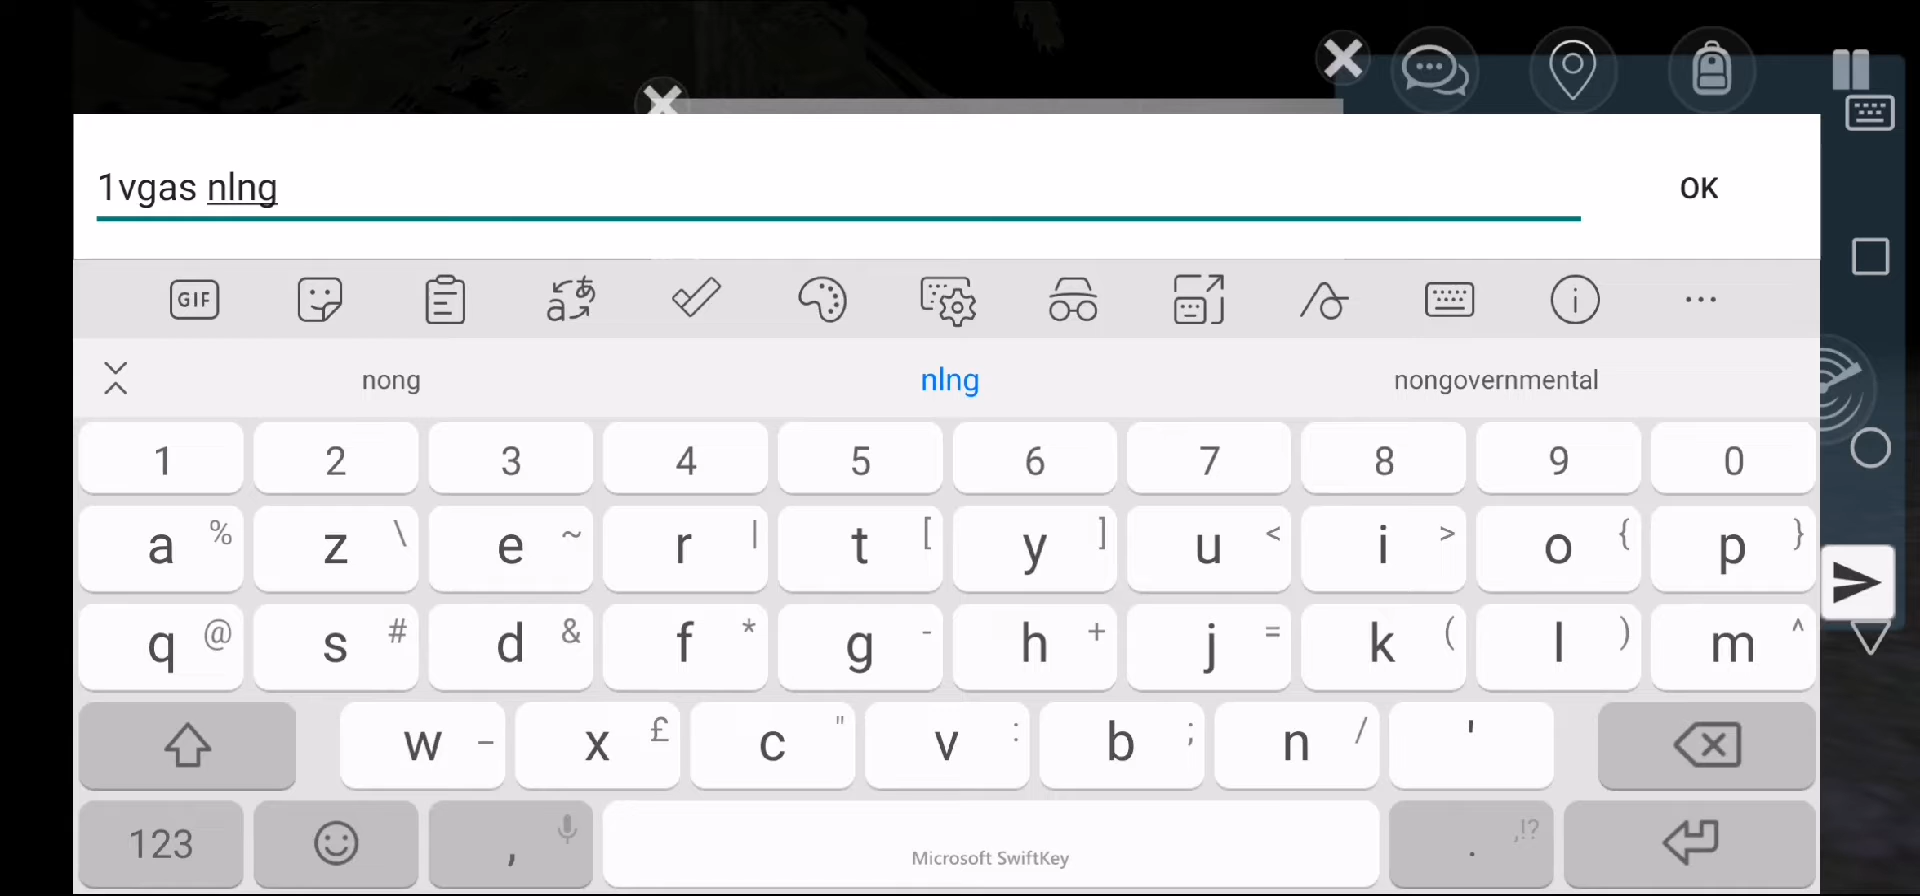 1vgas nlng
OK
GIF
nong nlng nongovernmental
1 2 3 4 5 6 7 8 9 0
a % z \ e ~ r | t [ y ] u < i > o { p }
q @ s # d & f * g - h + j = k ( l ) m ^
w _ x £ c " v : b ; n / '
123 , Microsoft SwiftKey . ,!?